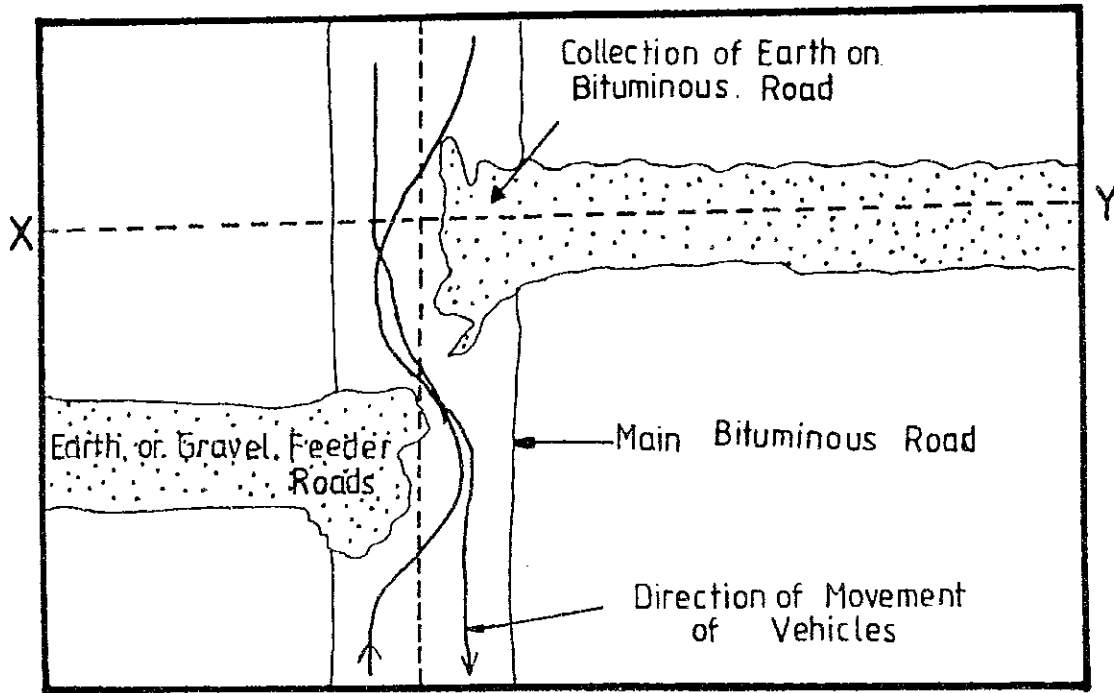 Collection of Earth on
Bituminous. Road
X
Y
Earth, or. Gravel. Feeder
Roads
Main Bituminous Road
Direction of Movement
of Vehicles